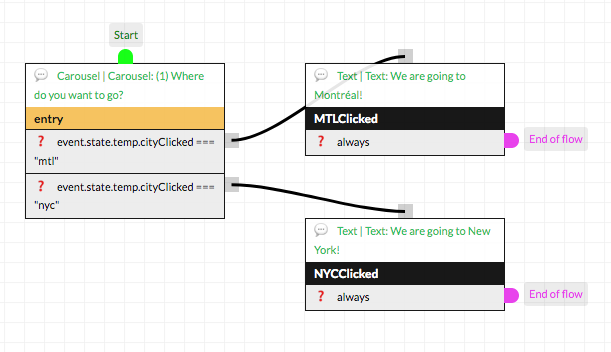 Start
Carousel | Carousel: (1) Where
do you want to go?
entry
❓ event.state.temp.cityClicked ===
"mtl"
❓ event.state.temp.cityClicked ===
"nyc"
Text | Text: We are going to
Montréal!
MTLClicked
❓ always
End of flow
Text | Text: We are going to New
York!
NYCClicked
❓ always
End of flow